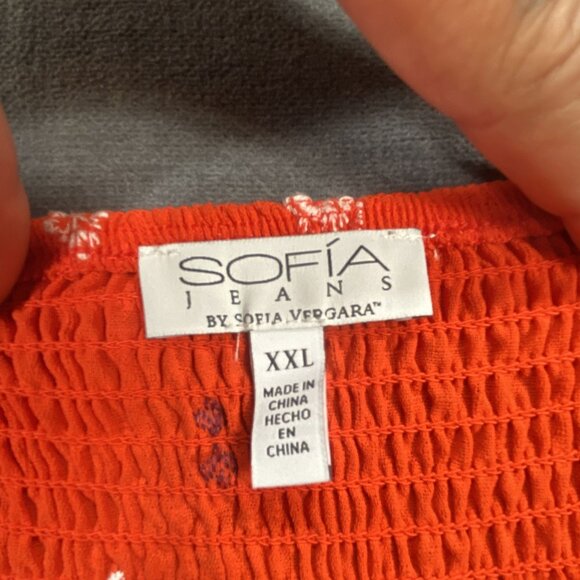 SOFÍA
JEANS
BY SOFIA VERGARA™
XXL
MADE IN
CHINA
HECHO
EN
CHINA